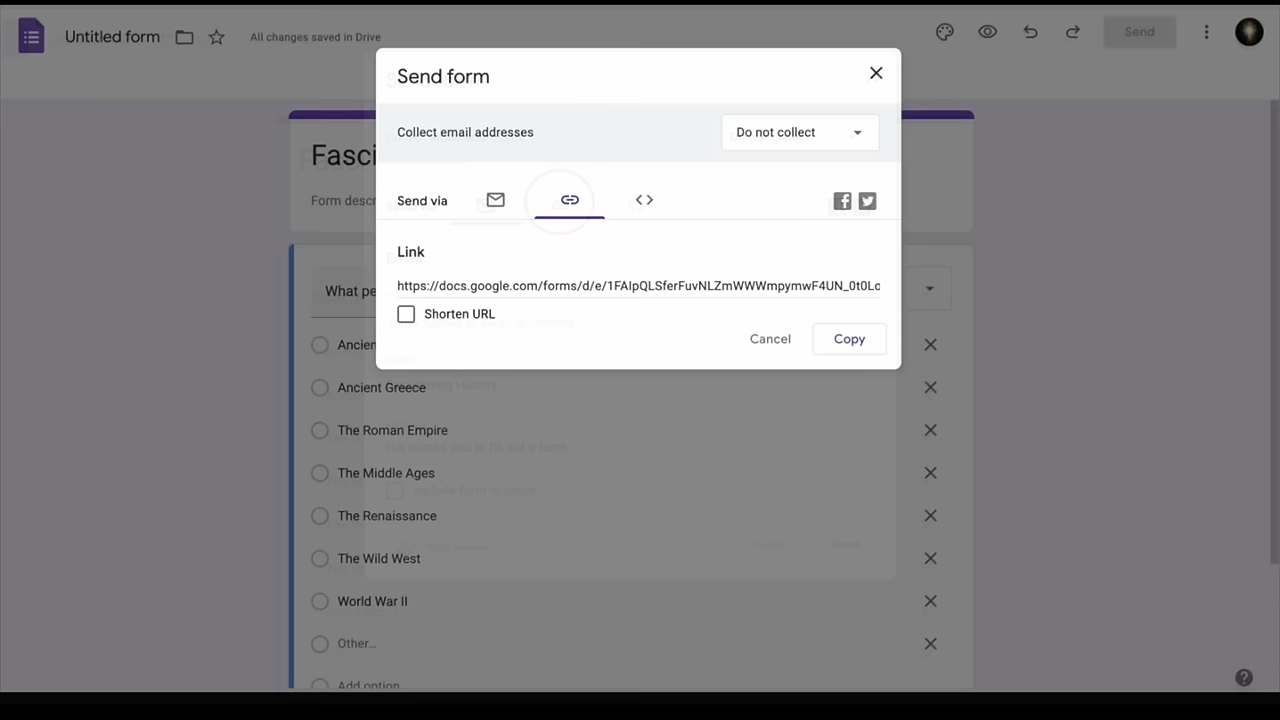 Untitled form
All changes saved in Drive
Send
Send form
Collect email addresses
Do not collect
Send via
Link
https://docs.google.com/forms/d/e/1FAIpQLSferFuvNLZmWWWmpymwF4UN_0t0Lo
Shorten URL
Cancel
Copy
Fasci
Form descr
What pe
Ancien
Ancient Greece
The Roman Empire
The Middle Ages
The Renaissance
The Wild West
World War II
Other...
Add option